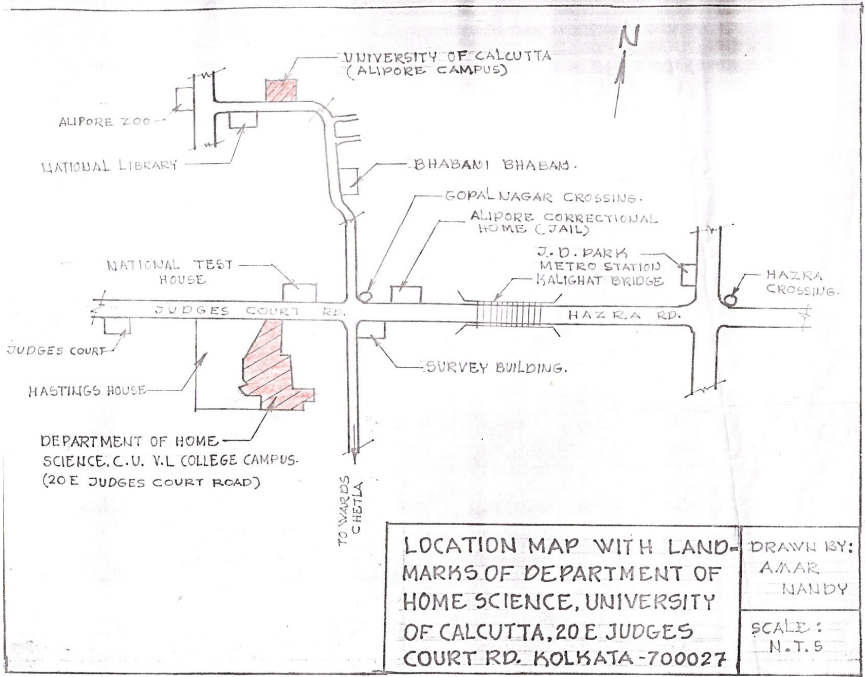 N
UNIVERSITY OF CALCUTTA
(ALIPORE CAMPUS)
ALIPORE ZOO
NATIONAL LIBRARY
BHABANI BHABAN.
GOPAL NAGAR CROSSING.
ALIPORE CORRECTIONAL
HOME (JAIL)
J.D. PARK
METRO STATION
KALIGHAT BRIDGE
HAZRA
CROSSING.
NATIONAL TEST
HOUSE
JUDGES COURT RD.
HAZRA RD.
JUDGES COURT
HASTINGS HOUSE
SURVEY BUILDING.
DEPARTMENT OF HOME
SCIENCE. C.U. V.L COLLEGE CAMPUS.
(20 E JUDGES COURT ROAD)
TO WARDS
CHETLA
LOCATION MAP WITH LAND-
MARKS OF DEPARTMENT OF
HOME SCIENCE, UNIVERSITY
OF CALCUTTA, 20 E JUDGES
COURT RD. KOLKATA-700027
DRAWN BY:
AMAR
NANDY
SCALE:
N.T.S